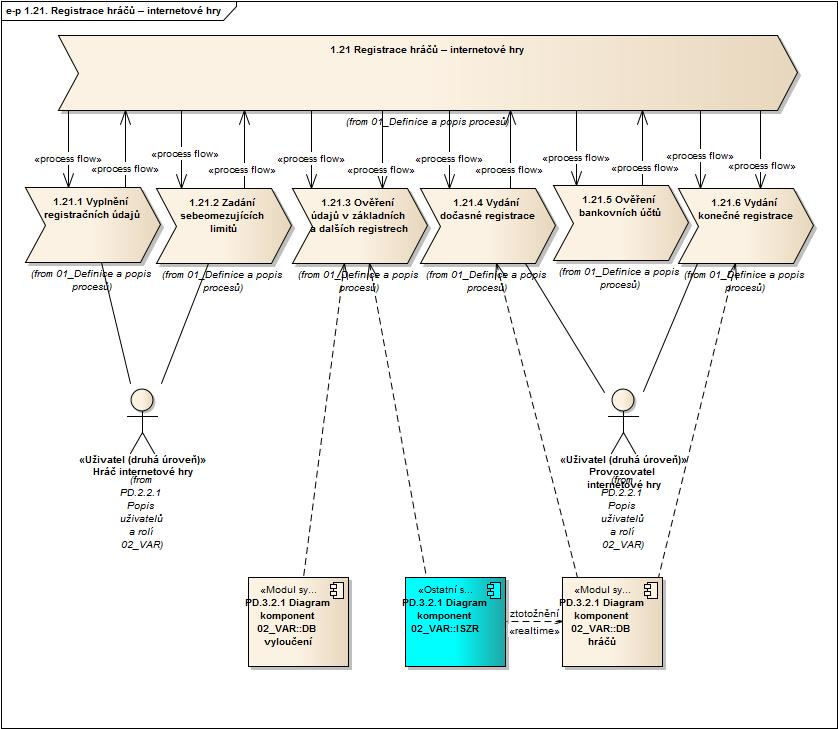 e-p 1.21. Registrace hráčů – internetové hry
1.21 Registrace hráčů – internetové hry
(from 01_Definice a popis procesů)
«process flow»
«process flow»
«process flow»
«process flow»
«process flow»
«process flow»
«process flow»
«process flow»
«process flow»
«process flow»
«process flow»
«process flow»
1.21.1 Vyplnění
registračních údajů
(from 01_Definice a popis
procesů)
1.21.2 Zadání
sebeomezujících
limitů
(from 01_Definice a popis
procesů)
1.21.3 Ověření
údajů v základních
a dalších registrech
(from 01_Definice a popis
procesů)
1.21.4 Vydání
dočasné registrace
(from 01_Definice a popis
procesů)
1.21.5 Ověření
bankovních účtů
(from 01_Definice a popis
procesů)
1.21.6 Vydání
konečné registrace
(from 01_Definice a popis
procesů)
«Uživatel (druhá úroveň)»
Hráč internetové hry
(from
PD.2.2.1
Popis
uživatelů
a rolí
02_VAR)
«Uživatel (druhá úroveň)»
Provozovatel
internetové hry
(from
PD.2.2.1
Popis
uživatelů
a rolí
02_VAR)
«Modul sy...
PD.3.2.1 Diagram
komponent
02_VAR::DB
vyloučení
«Ostatní s...
PD.3.2.1 Diagram
komponent
02_VAR::ISZR
ztotožnění
«realtime»
«Modul sy...
PD.3.2.1 Diagram
komponent
02_VAR::DB
hráčů